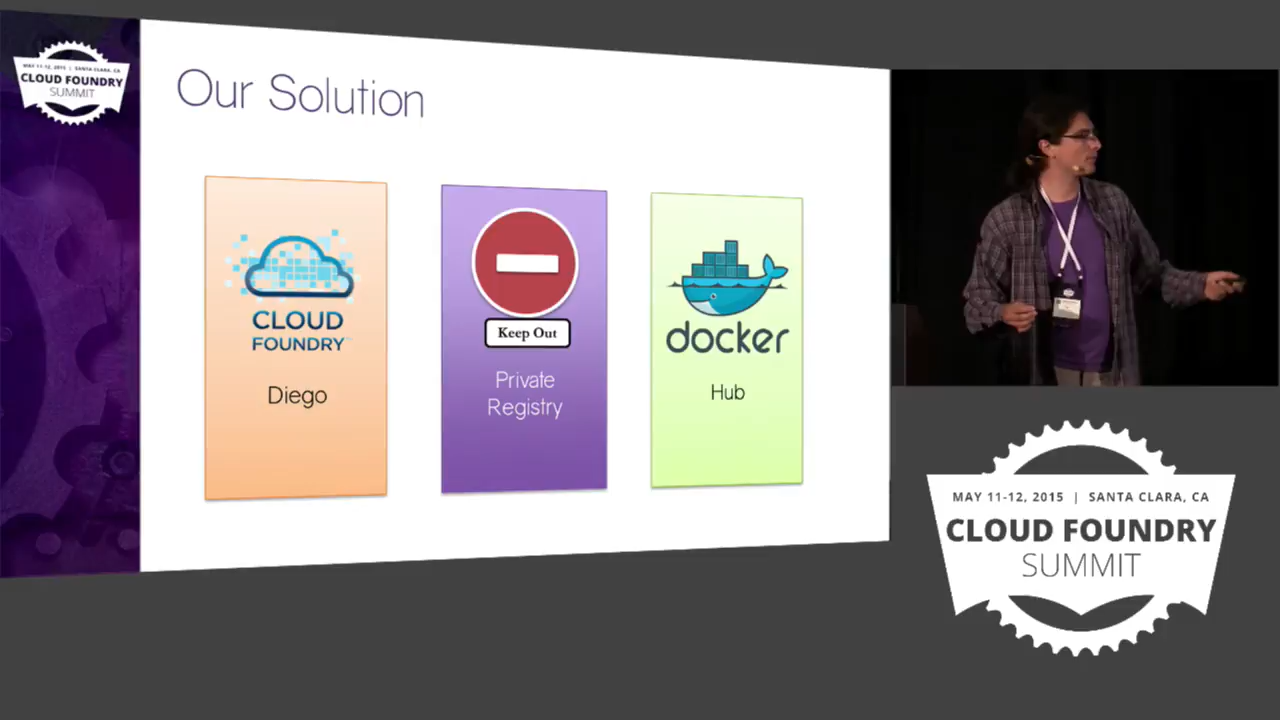 MAY 11-12, 2015 | SANTA CLARA, CA
CLOUD FOUNDRY
SUMMIT
Our Solution
CLOUD
FOUNDRY
Diego
Keep Out
Private
Registry
docker
Hub
MAY 11-12, 2015 | SANTA CLARA, CA
CLOUD FOUNDRY
SUMMIT